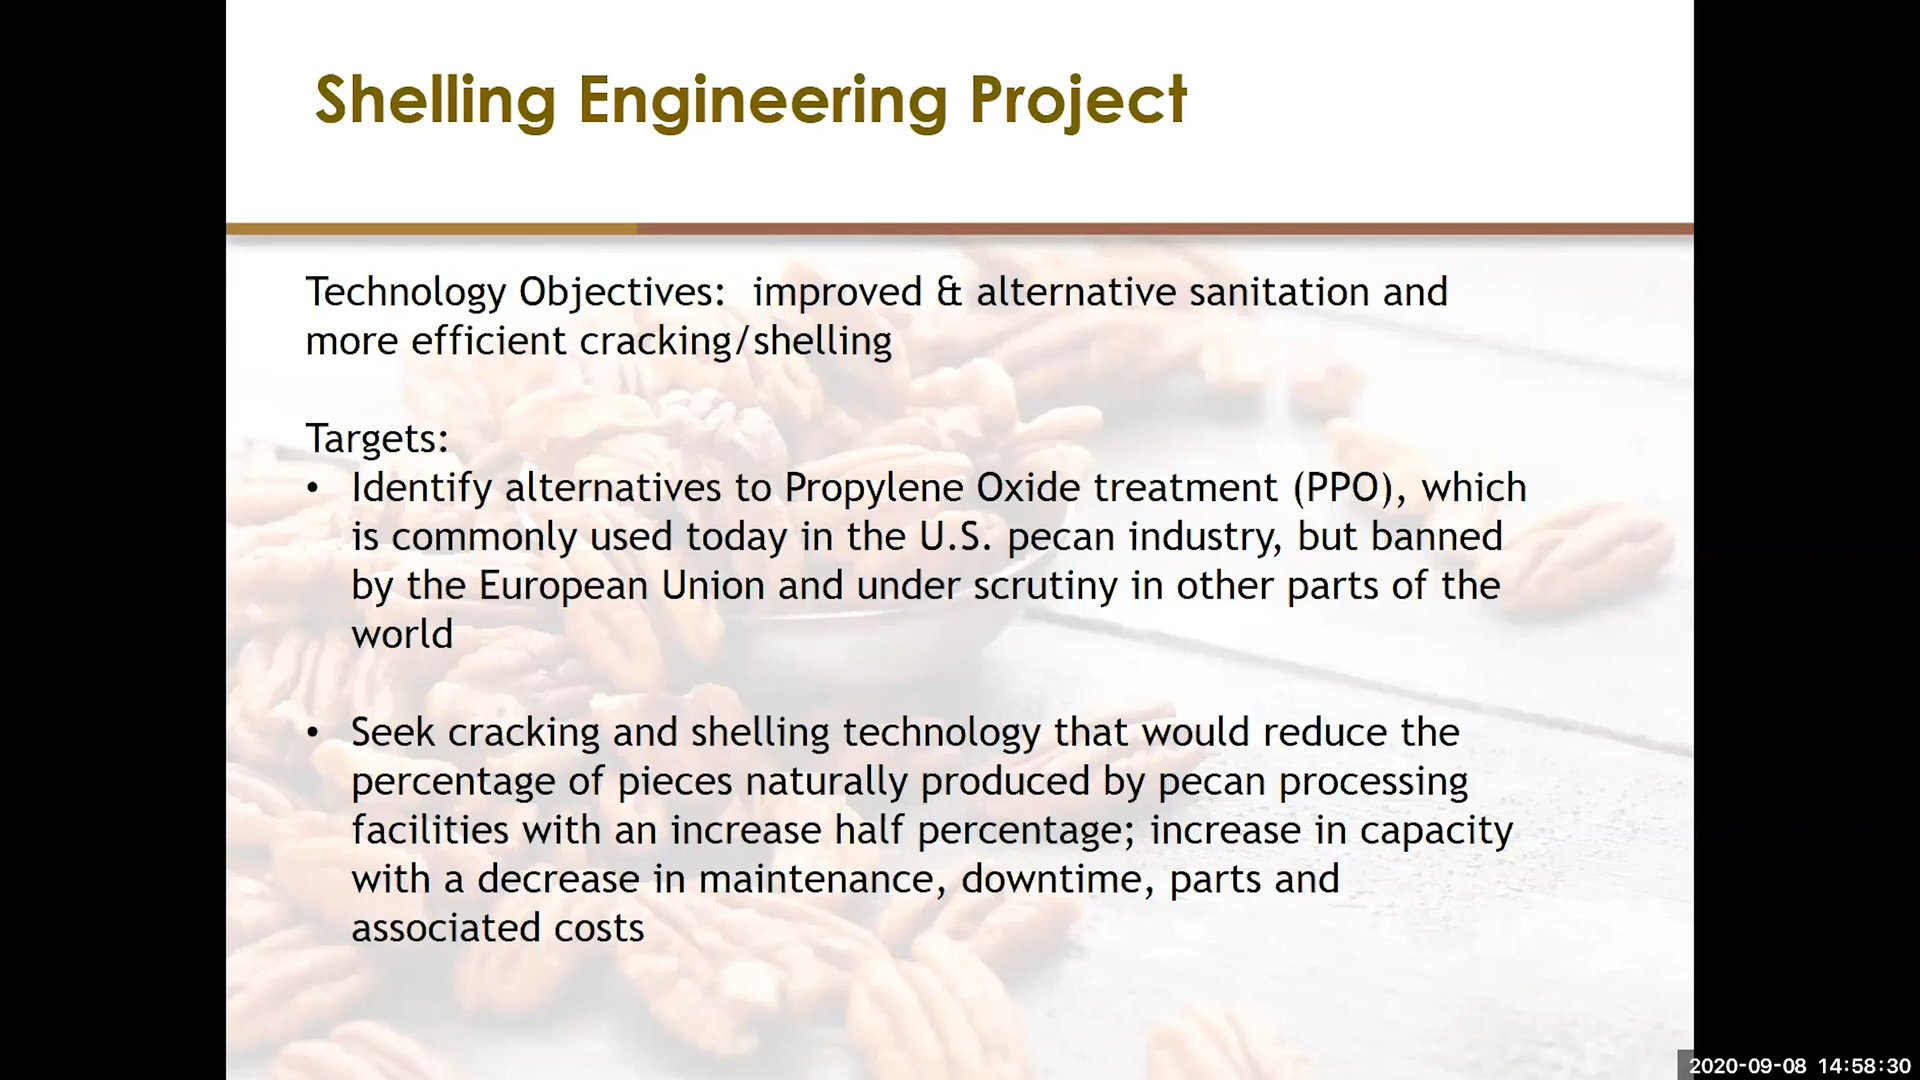 Shelling Engineering Project
Technology Objectives:  improved & alternative sanitation and
more efficient cracking/shelling
Targets:
• Identify alternatives to Propylene Oxide treatment (PPO), which
is commonly used today in the U.S. pecan industry, but banned
by the European Union and under scrutiny in other parts of the
world
• Seek cracking and shelling technology that would reduce the
percentage of pieces naturally produced by pecan processing
facilities with an increase half percentage; increase in capacity
with a decrease in maintenance, downtime, parts and
associated costs
2020-09-08 14:58:30